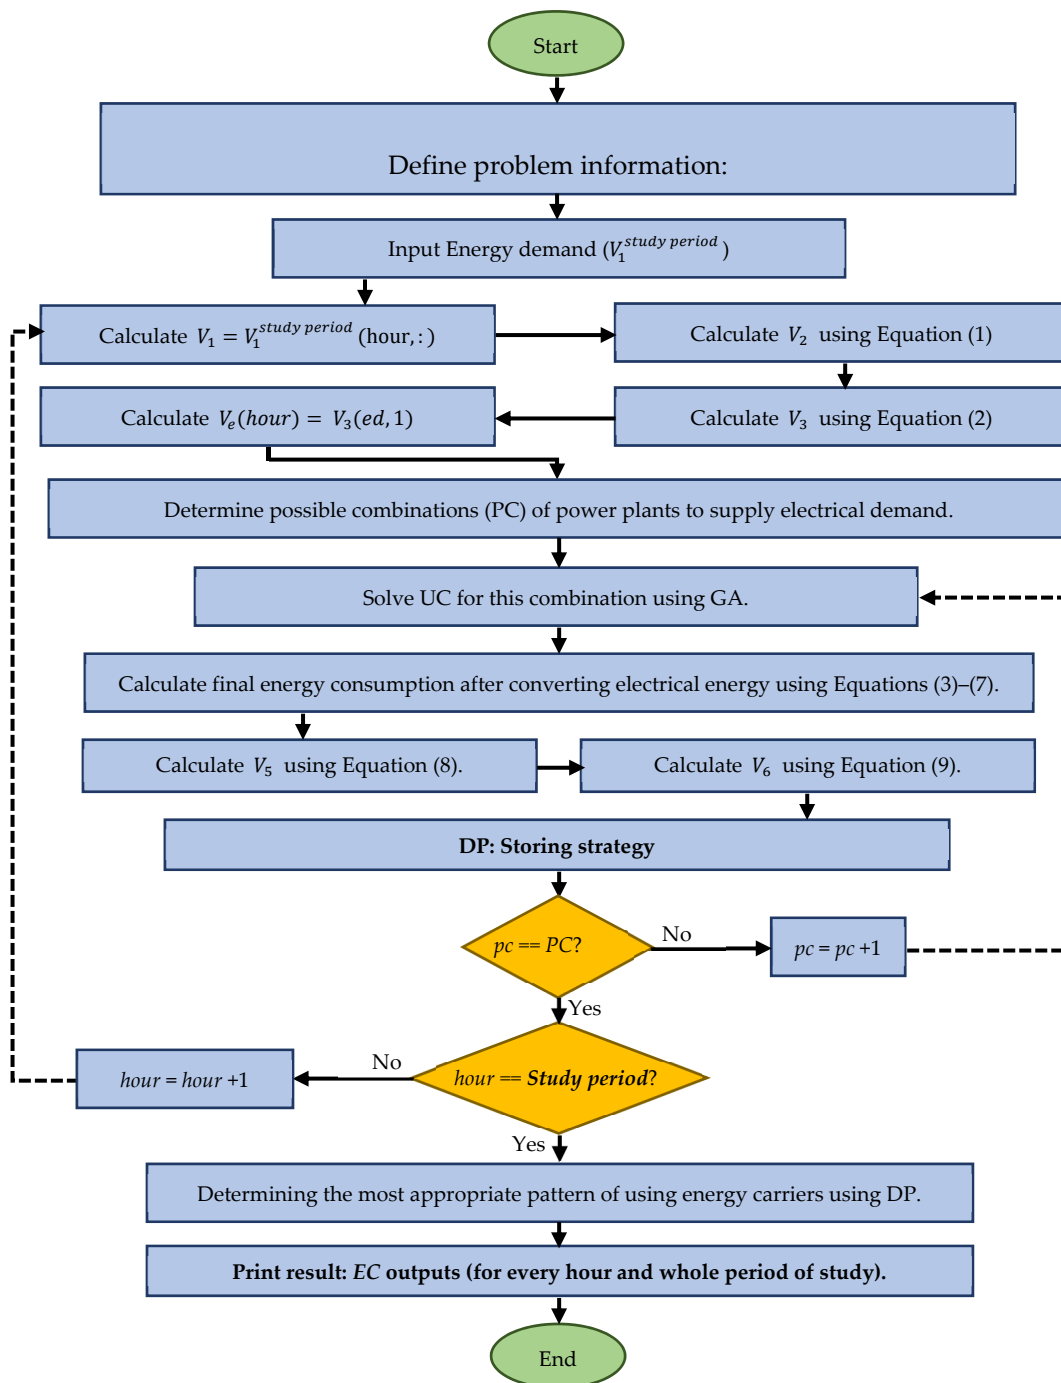 Start
Define problem information:
Input Energy demand (V₁^{study period})
Calculate V₁ = V₁^{study period}(hour,:)
Calculate V₂ using Equation (1)
Calculate V₃ using Equation (2)
Calculate Vₑ(hour) = V₃(ed, 1)
Determine possible combinations (PC) of power plants to supply electrical demand.
Solve UC for this combination using GA.
Calculate final energy consumption after converting electrical energy using Equations (3)–(7).
Calculate V₅ using Equation (8).
Calculate V₆ using Equation (9).
DP: Storing strategy
pc == PC?
No
pc = pc +1
Yes
hour == Study period?
No
hour = hour +1
Yes
Determining the most appropriate pattern of using energy carriers using DP.
Print result: EC outputs (for every hour and whole period of study).
End